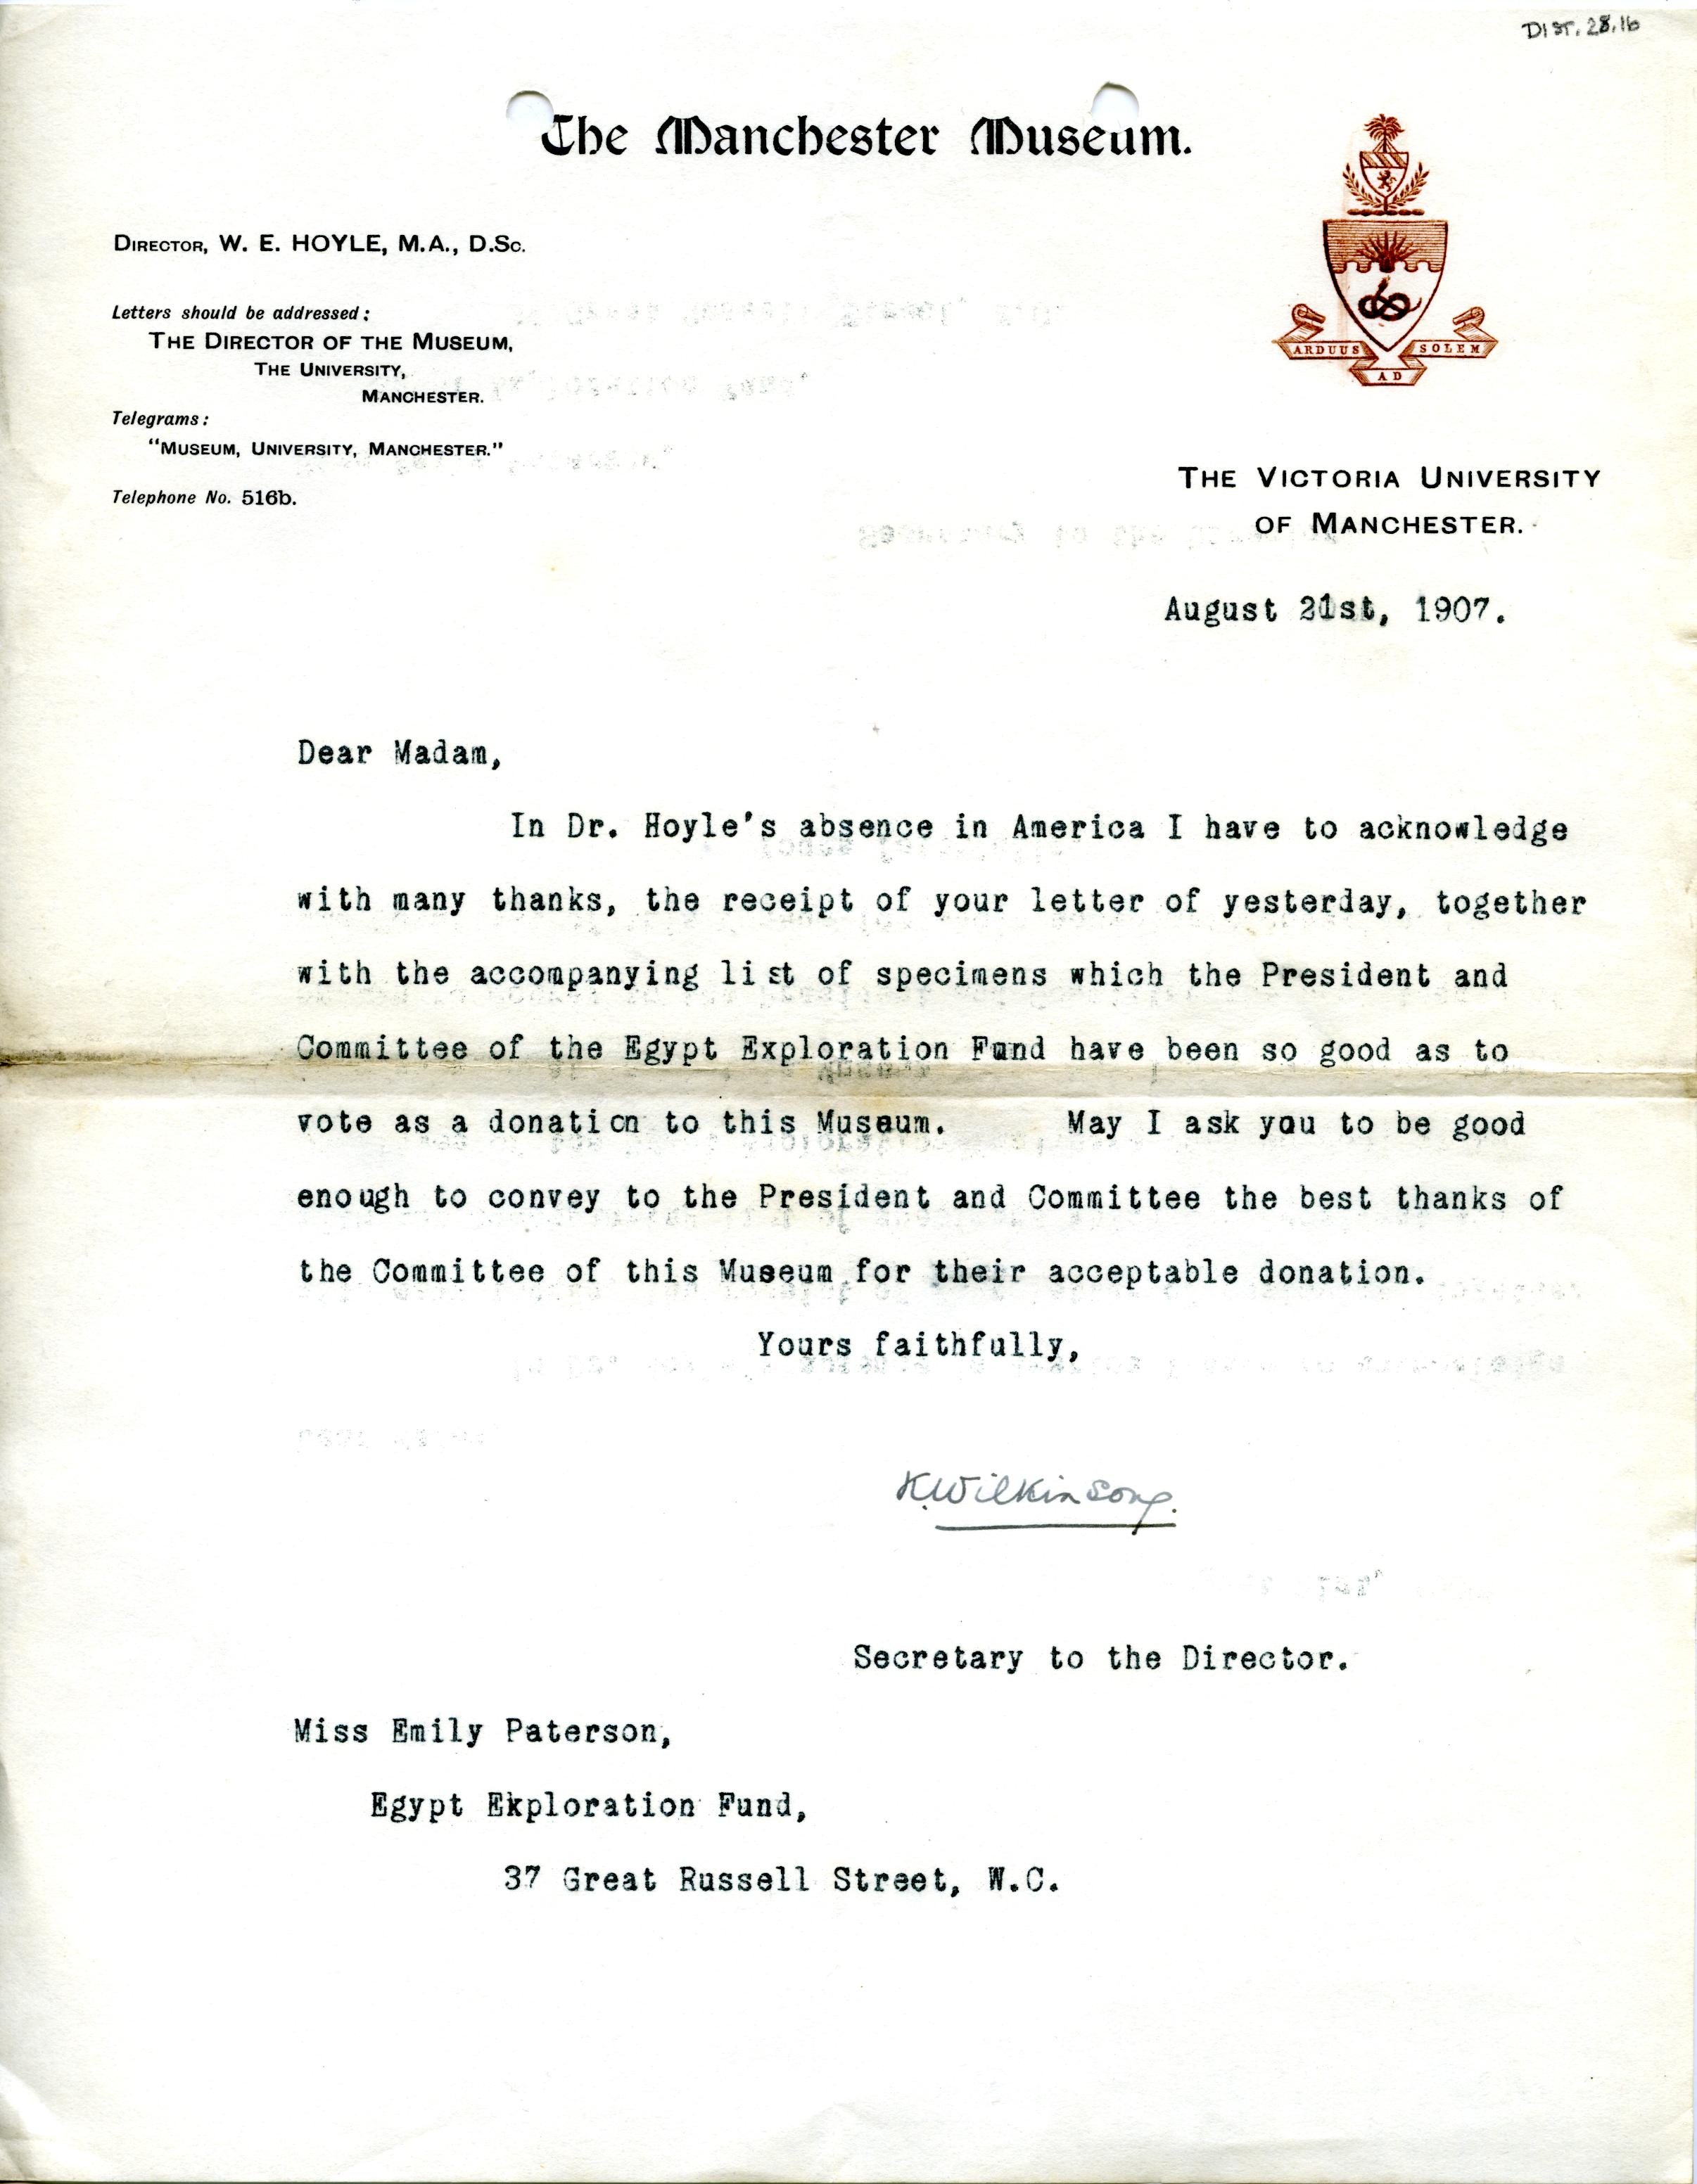 DIST. 28.16
The Manchester Museum.
DIRECTOR, W. E. HOYLE, M.A., D.Sc.
Letters should be addressed:
THE DIRECTOR OF THE MUSEUM,
THE UNIVERSITY,
MANCHESTER.
Telegrams:
"MUSEUM, UNIVERSITY, MANCHESTER."
Telephone No. 516b.
ARDUUS AD SOLEM
THE VICTORIA UNIVERSITY
OF MANCHESTER.
August 21st, 1907.
Dear Madam,
In Dr. Hoyle's absence in America I have to acknowledge
with many thanks, the receipt of your letter of yesterday, together
with the accompanying list of specimens which the President and
Committee of the Egypt Exploration Fund have been so good as to
vote as a donation to this Museum. May I ask you to be good
enough to convey to the President and Committee the best thanks of
the Committee of this Museum for their acceptable donation.
Yours faithfully,
K. Wilkinson.
Secretary to the Director.
Miss Emily Paterson,
Egypt Exploration Fund,
37 Great Russell Street, W.C.